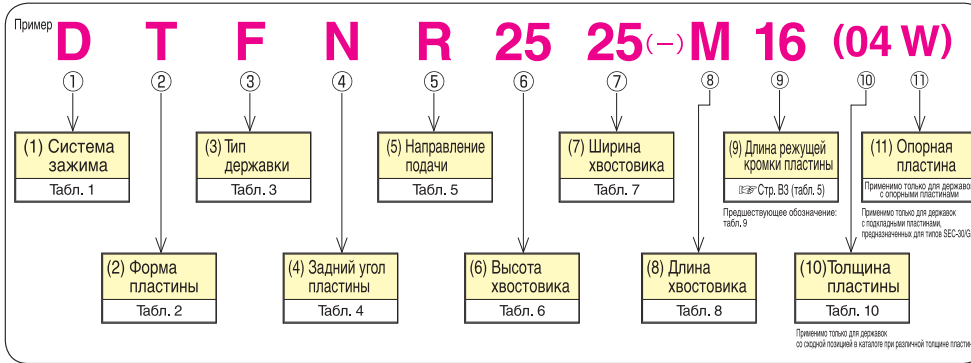 Пример
D T F N R 25 25(−)M 16 (04 W)
① ② ③ ④ ⑤ ⑥ ⑦ ⑧ ⑨ ⑩ ⑪
(1) Система
зажима
Табл. 1
(3) Тип
державки
Табл. 3
(5) Направление
подачи
Табл. 5
(7) Ширина
хвостовика
Табл. 7
(9) Длина режущей
кромки пластины
☞Стр. B3 (табл. 5)
Предшествующее обозначение:
табл. 9
(11) Опорная
пластина
Применимо только для державок
с опорными пластинами
Применимо только для державок
с подкладными пластинами,
предназначенных для типов SEC-30/G
(2) Форма
пластины
Табл. 2
(4) Задний угол
пластины
Табл. 4
(6) Высота
хвостовика
Табл. 6
(8) Длина
хвостовика
Табл. 8
(10)Толщина
пластины
Табл. 10
Применимо только для державок
со сходной позицией в каталоге при различной толщине пластин